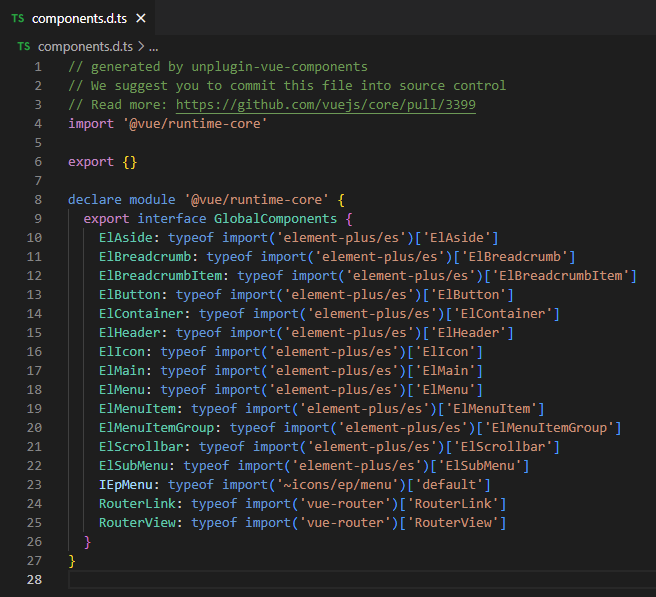 TS components.d.ts ×
TS components.d.ts > ...
1 // generated by unplugin-vue-components
2 // We suggest you to commit this file into source control
3 // Read more: https://github.com/vuejs/core/pull/3399
4 import '@vue/runtime-core'
5
6 export {}
7
8 declare module '@vue/runtime-core' {
9   export interface GlobalComponents {
10     ElAside: typeof import('element-plus/es')['ElAside']
11     ElBreadcrumb: typeof import('element-plus/es')['ElBreadcrumb']
12     ElBreadcrumbItem: typeof import('element-plus/es')['ElBreadcrumbItem']
13     ElButton: typeof import('element-plus/es')['ElButton']
14     ElContainer: typeof import('element-plus/es')['ElContainer']
15     ElHeader: typeof import('element-plus/es')['ElHeader']
16     ElIcon: typeof import('element-plus/es')['ElIcon']
17     ElMain: typeof import('element-plus/es')['ElMain']
18     ElMenu: typeof import('element-plus/es')['ElMenu']
19     ElMenuItem: typeof import('element-plus/es')['ElMenuItem']
20     ElMenuItemGroup: typeof import('element-plus/es')['ElMenuItemGroup']
21     ElScrollbar: typeof import('element-plus/es')['ElScrollbar']
22     ElSubMenu: typeof import('element-plus/es')['ElSubMenu']
23     IEpMenu: typeof import('~icons/ep/menu')['default']
24     RouterLink: typeof import('vue-router')['RouterLink']
25     RouterView: typeof import('vue-router')['RouterView']
26   }
27 }
28